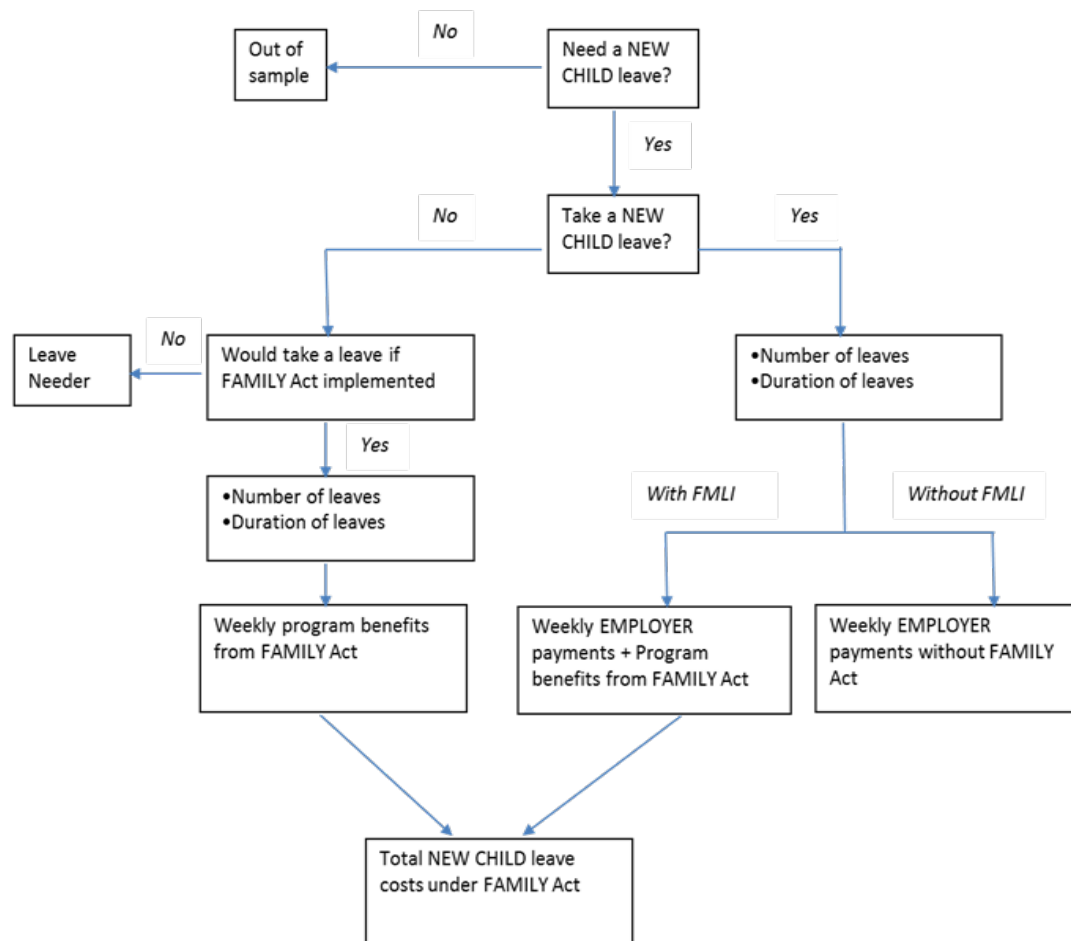 No
Out of
sample
Need a NEW
CHILD leave?
Yes
No
Take a NEW
CHILD leave?
Yes
Leave
Needer
No
Would take a leave if
FAMILY Act implemented
•Number of leaves
•Duration of leaves
Yes
•Number of leaves
•Duration of leaves
With FMLI
Without FMLI
Weekly program benefits
from FAMILY Act
Weekly EMPLOYER
payments + Program
benefits from FAMILY Act
Weekly EMPLOYER
payments without FAMILY
Act
Total NEW CHILD leave
costs under FAMILY Act